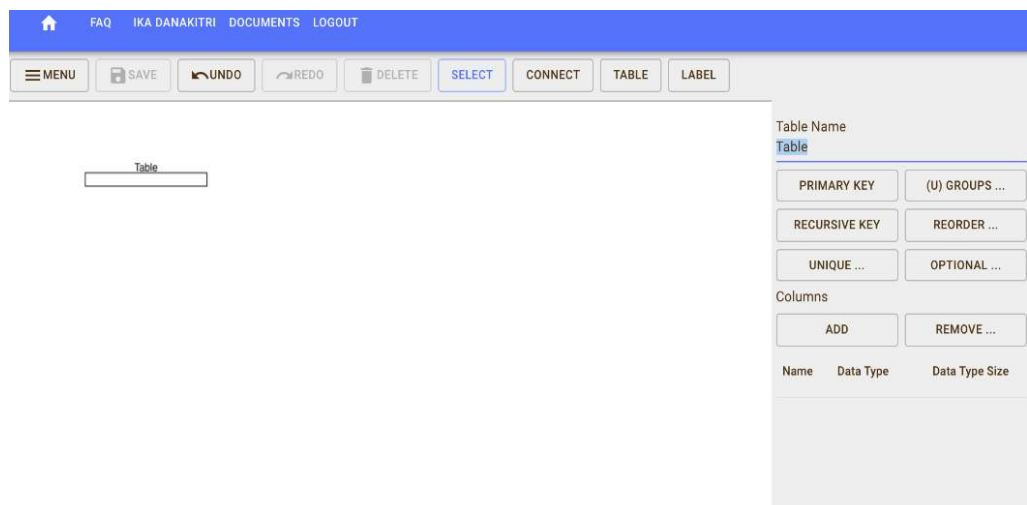 FAQ IKA DANAKITRI DOCUMENTS LOGOUT
MENU SAVE UNDO REDO DELETE SELECT CONNECT TABLE LABEL
Table
Table Name
Table
PRIMARY KEY (U) GROUPS ...
RECURSIVE KEY REORDER ...
UNIQUE ... OPTIONAL ...
Columns
ADD REMOVE ...
Name Data Type Data Type Size